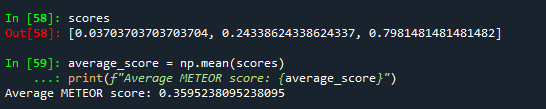 In [58]: scores
Out[58]: [0.03703703703703704, 0.24338624338624337, 0.7981481481481482]
In [59]: average_score = np.mean(scores)
...: print(f"Average METEOR score: {average_score}")
Average METEOR score: 0.3595238095238095